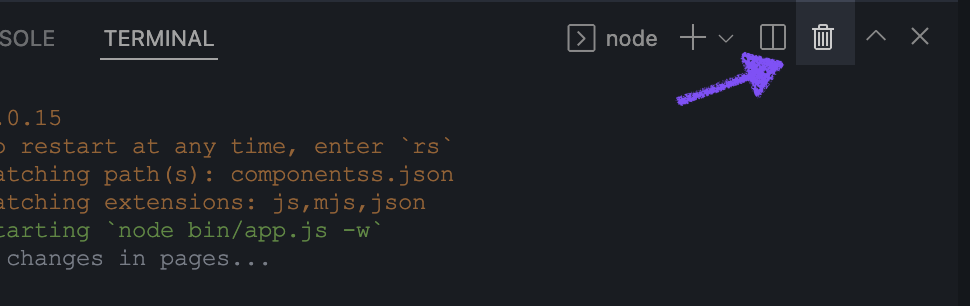 SOLE TERMINAL node
.0.15
o restart at any time, enter `rs`
atching path(s): componentss.json
atching extensions: js,mjs,json
tarting `node bin/app.js -w`
changes in pages...